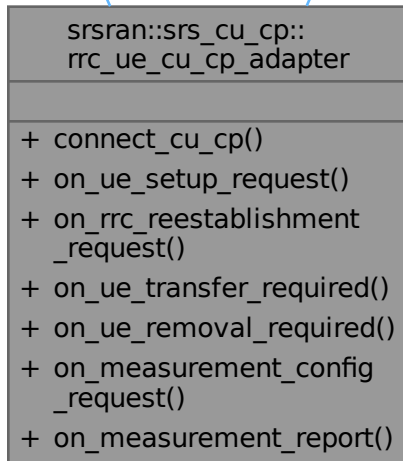 srsran::srs_cu_cp::
rrc_ue_cu_cp_adapter
+ connect_cu_cp()
+ on_ue_setup_request()
+ on_rrc_reestablishment
_request()
+ on_ue_transfer_required()
+ on_ue_removal_required()
+ on_measurement_config
_request()
+ on_measurement_report()